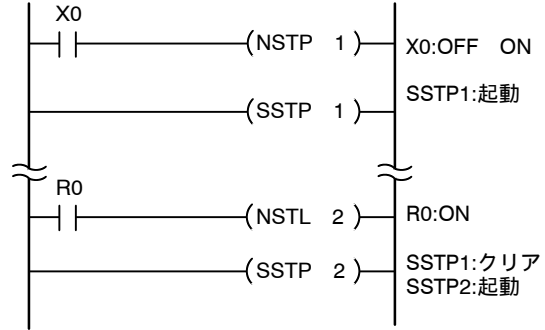 X0
(NSTP 1) X0:OFF ON
(SSTP 1) SSTP1:起動
R0
(NSTL 2) R0:ON
(SSTP 2) SSTP1:クリア
SSTP2:起動